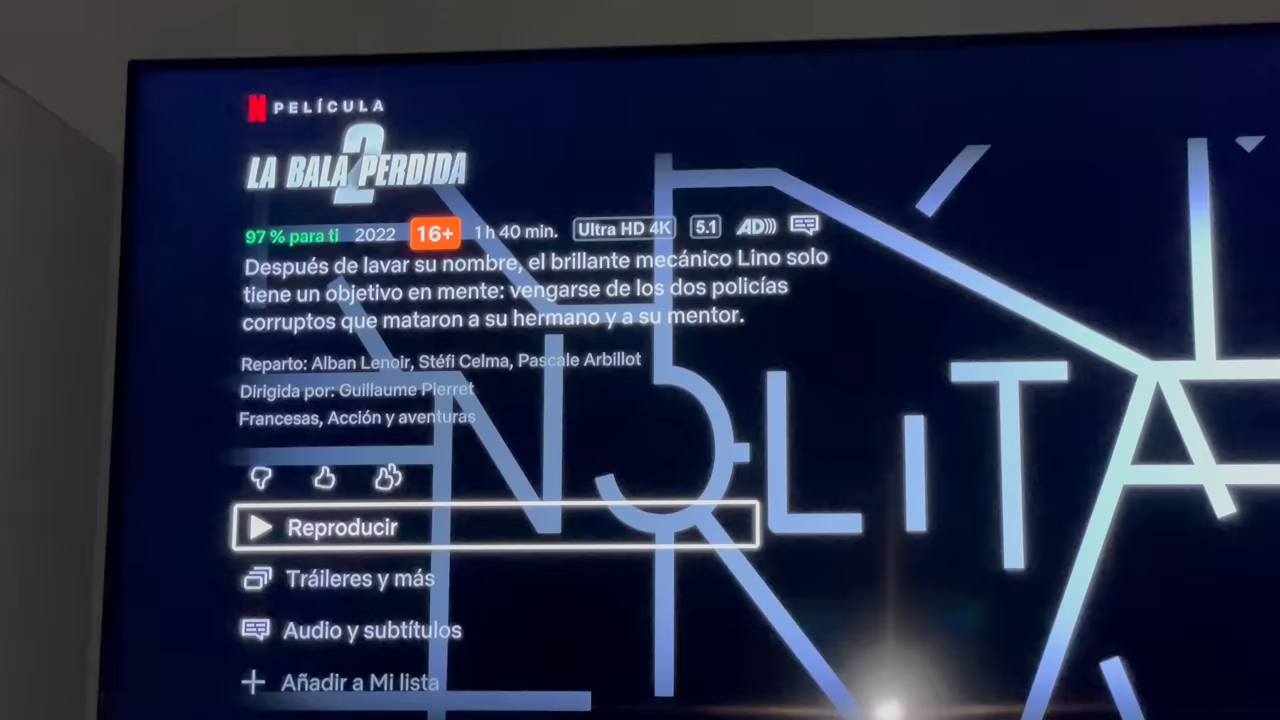 N PELÍCULA
LA BALA PERDIDA 2
97 % para ti 2022 16+ 1 h 40 min. Ultra HD 4K 5.1 AD
Después de lavar su nombre, el brillante mecánico Lino solo
tiene un objetivo en mente: vengarse de los dos policías
corruptos que mataron a su hermano y a su mentor.
Reparto: Alban Lenoir, Stéfi Celma, Pascale Arbillot
Dirigida por: Guillaume Pierret
Francesas, Acción y aventuras
NOLITA
Reproducir
Tráileres y más
Audio y subtítulos
Añadir a Mi lista